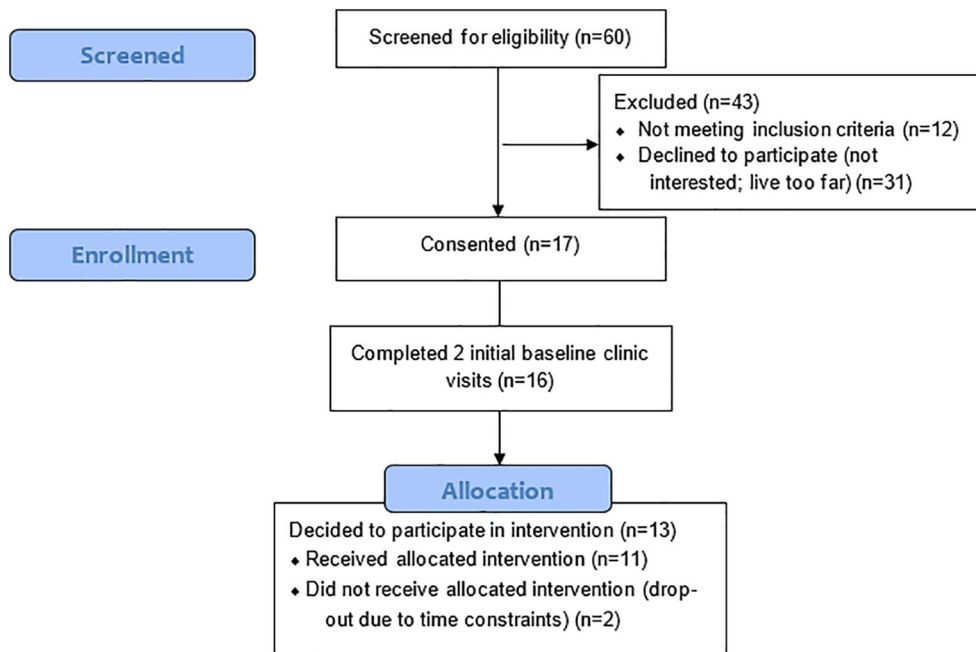 Screened
Screened for eligibility (n=60)
Excluded (n=43)
⬥ Not meeting inclusion criteria (n=12)
⬥ Declined to participate (not
interested; live too far) (n=31)
Enrollment
Consented (n=17)
Completed 2 initial baseline clinic
visits (n=16)
Allocation
Decided to participate in intervention (n=13)
⬥ Received allocated intervention (n=11)
⬥ Did not receive allocated intervention (drop-
out due to time constraints) (n=2)